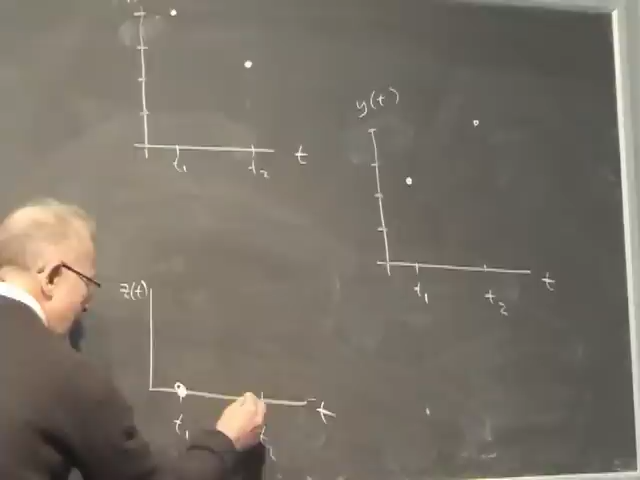 t₁ t₂ t
y(t)
t₁ t₂ t
z(t)
t₁ t